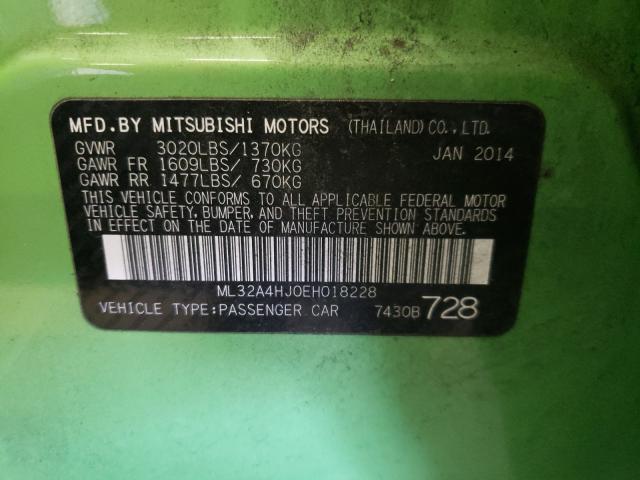 MFD.BY MITSUBISHI MOTORS (THAILAND) CO.,LTD.
GVWR 3020LBS/1370KG JAN 2014
GAWR FR 1609LBS/ 730KG
GAWR RR 1477LBS/ 670KG
THIS VEHICLE CONFORMS TO ALL APPLICABLE FEDERAL MOTOR
VEHICLE SAFETY, BUMPER, AND THEFT PREVENTION STANDARDS
IN EFFECT ON THE DATE OF MANUFACTURE SHOWN ABOVE.
ML32A4HJ0EH018228
VEHICLE TYPE:PASSENGER CAR 7430B 728